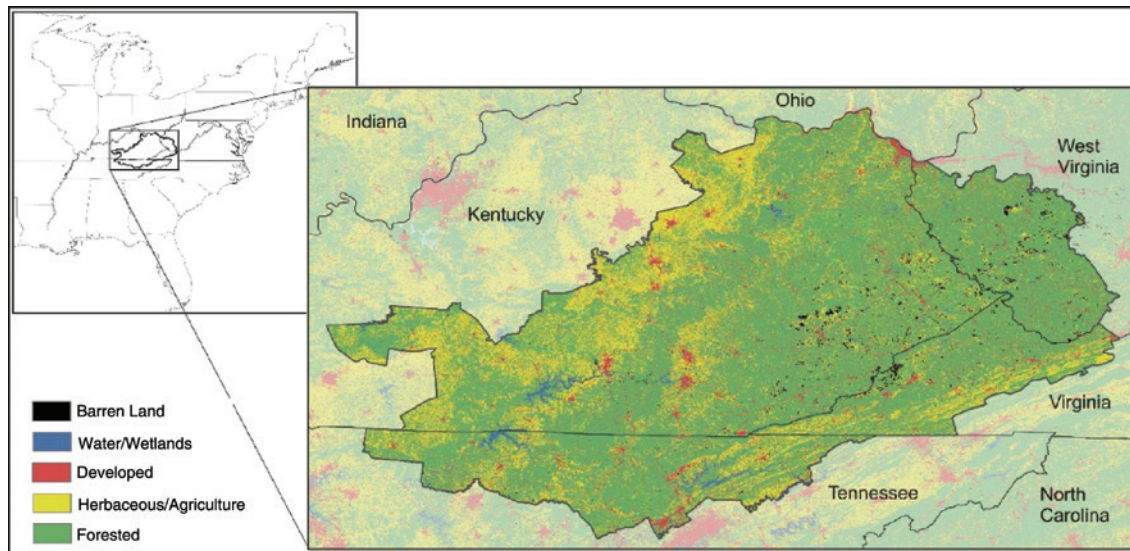 Indiana
Ohio
West
Virginia
Kentucky
Barren Land
Water/Wetlands
Developed
Herbaceous/Agriculture
Forested
Virginia
Tennessee
North
Carolina